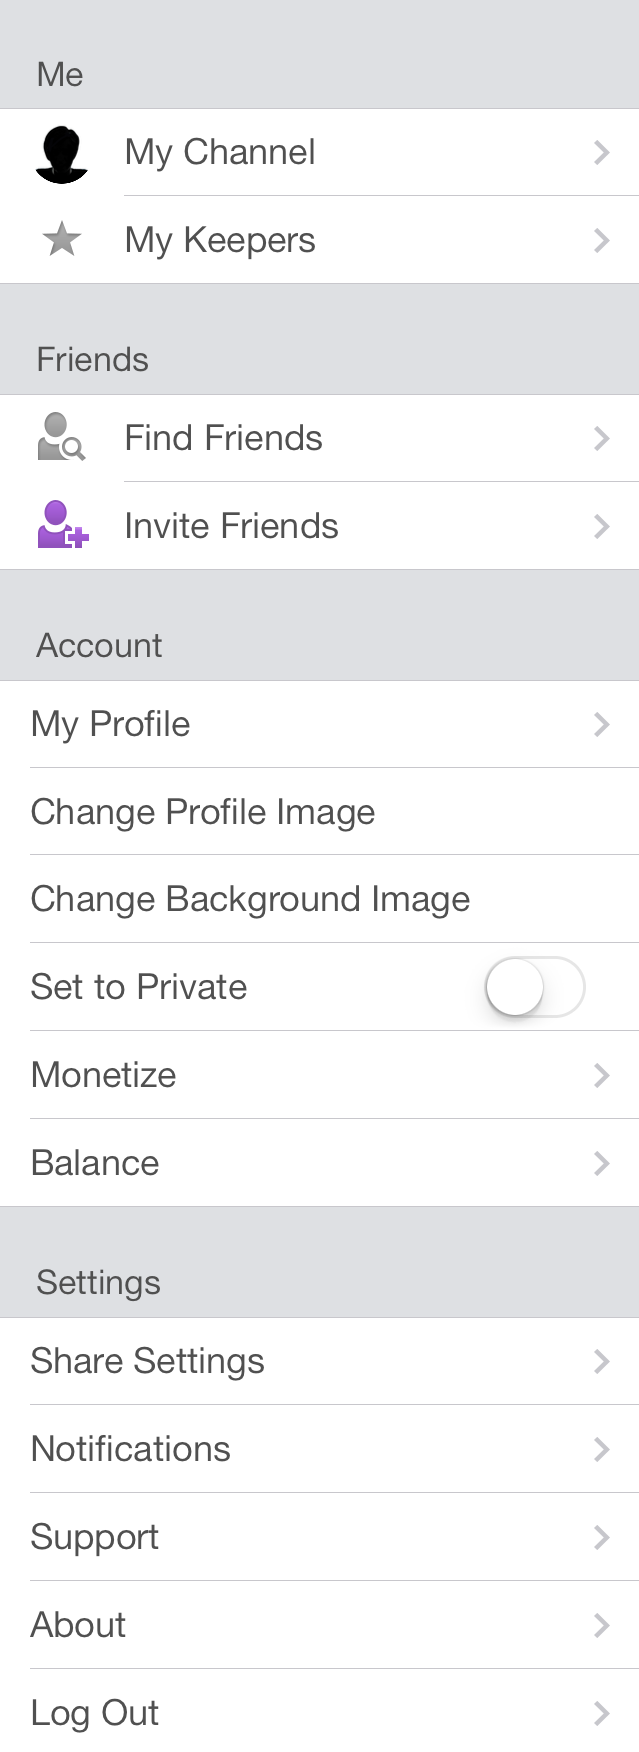 Me
My Channel
My Keepers
Friends
Find Friends
Invite Friends
Account
My Profile
Change Profile Image
Change Background Image
Set to Private
Monetize
Balance
Settings
Share Settings
Notifications
Support
About
Log Out